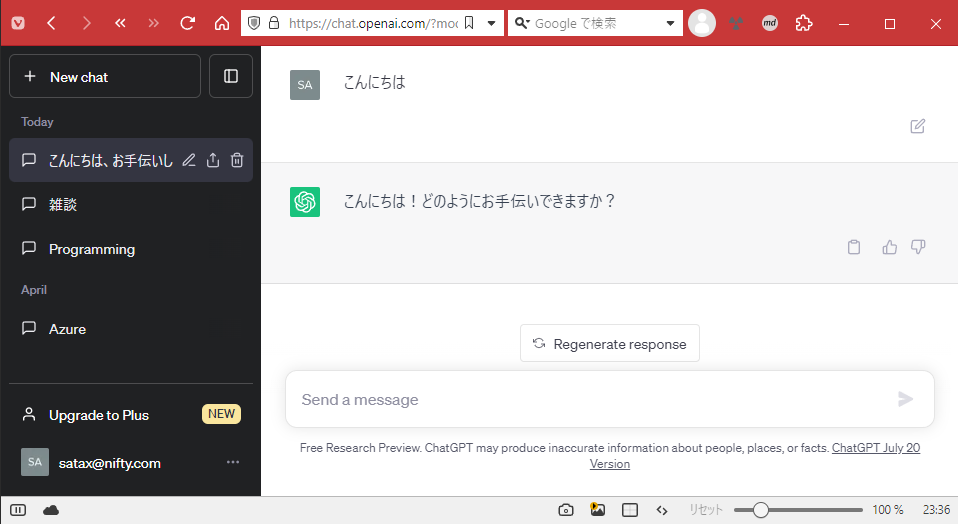 https://chat.openai.com/?mod
Google で検索
md
New chat
Today
こんにちは、お手伝いし
雑談
Programming
April
Azure
Upgrade to Plus
NEW
SA
satax@nifty.com
SA
こんにちは
こんにちは！どのようにお手伝いできますか？
Regenerate response
Send a message
Free Research Preview. ChatGPT may produce inaccurate information about people, places, or facts. ChatGPT July 20
Version
リセット
100 %
23:36